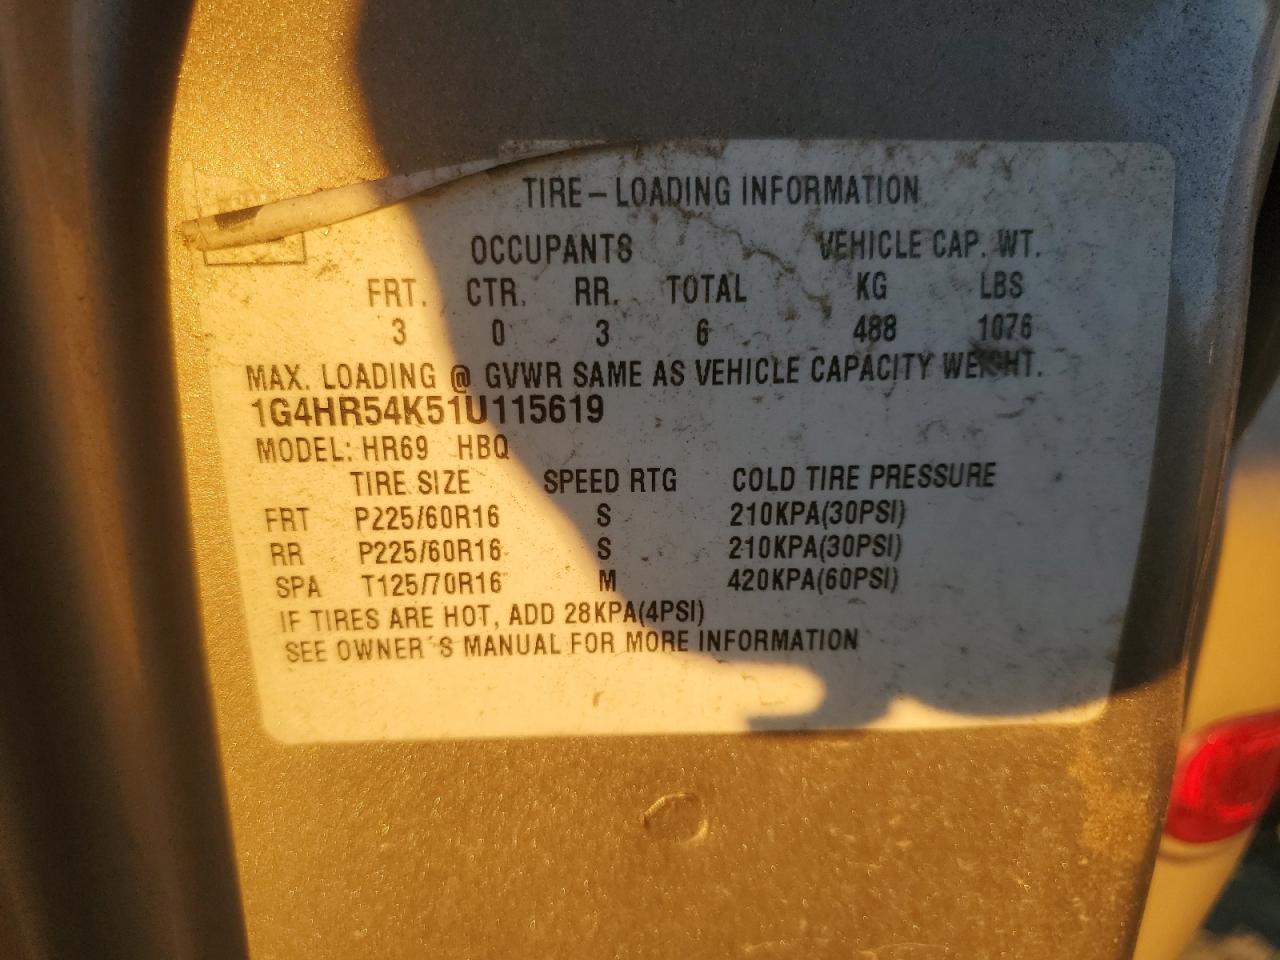 TIRE-LOADING INFORMATION
OCCUPANTS VEHICLE CAP. WT.
FRT. CTR. RR. TOTAL KG LBS
3 0 3 6 488 1076
MAX. LOADING @ GVWR SAME AS VEHICLE CAPACITY WEIGHT.
1G4HR54K51U115619
MODEL: HR69 HBQ
TIRE SIZE SPEED RTG COLD TIRE PRESSURE
FRT P225/60R16 S 210KPA(30PSI)
RR P225/60R16 S 210KPA(30PSI)
SPA T125/70R16 M 420KPA(60PSI)
IF TIRES ARE HOT, ADD 28KPA(4PSI)
SEE OWNER'S MANUAL FOR MORE INFORMATION